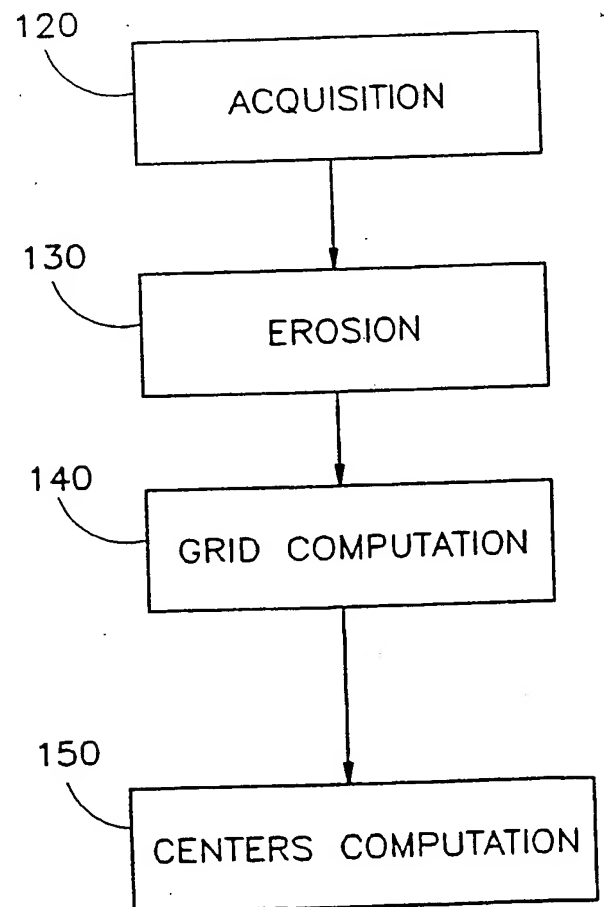 120
ACQUISITION
130
EROSION
140
GRID COMPUTATION
150
CENTERS COMPUTATION